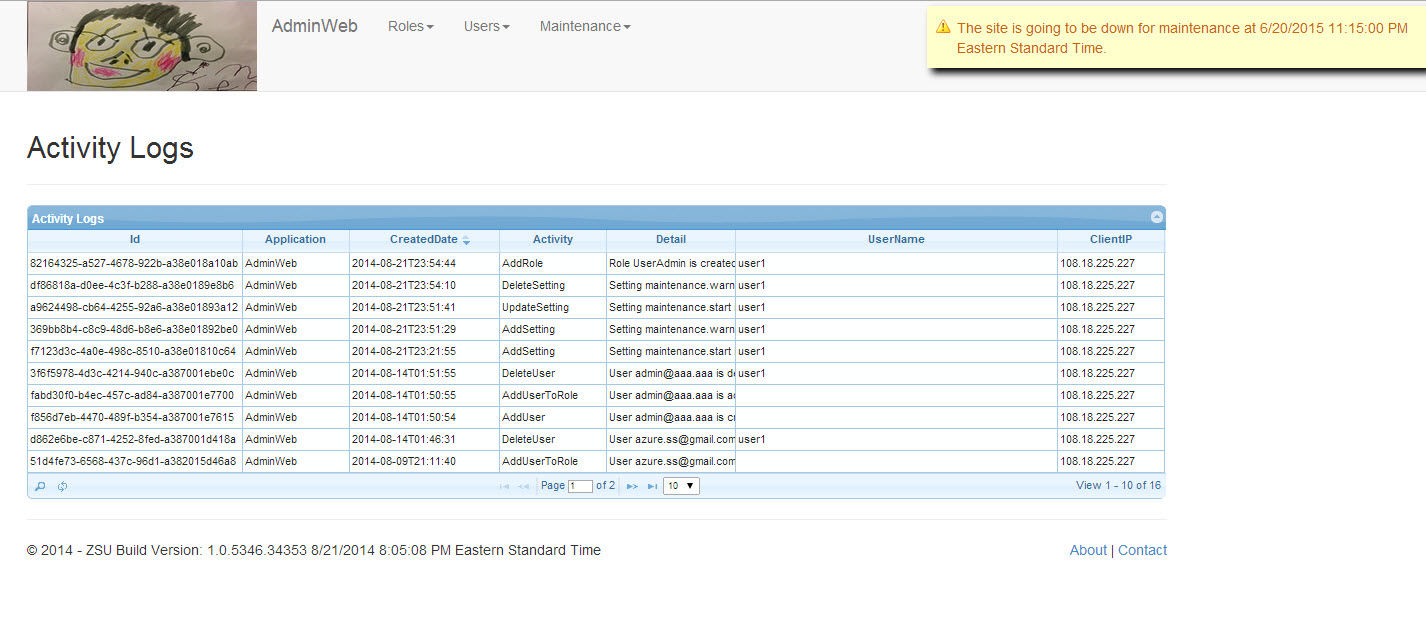 AdminWeb Roles Users Maintenance
The site is going to be down for maintenance at 6/20/2015 11:15:00 PM
Eastern Standard Time.
Activity Logs
Activity Logs
Id Application CreatedDate Activity Detail UserName ClientIP
82164325-a527-4678-922b-a38e018a10ab AdminWeb 2014-08-21T23:54:44 AddRole Role UserAdmin is created user1 108.18.225.227
df86818a-d0ee-4c3f-b288-a38e0189e8b6 AdminWeb 2014-08-21T23:54:10 DeleteSetting Setting maintenance.warn user1 108.18.225.227
a9624498-cb64-4255-92a6-a38e01893a12 AdminWeb 2014-08-21T23:51:41 UpdateSetting Setting maintenance.start user1 108.18.225.227
369bb8b4-c8c9-48d6-b8e6-a38e01892be0 AdminWeb 2014-08-21T23:51:29 AddSetting Setting maintenance.warn user1 108.18.225.227
f7123d3c-4a0e-498c-8510-a38e01810c64 AdminWeb 2014-08-21T23:21:55 AddSetting Setting maintenance.start user1 108.18.225.227
3f6f5978-4d3c-4214-940c-a387001ebe0c AdminWeb 2014-08-14T01:51:55 DeleteUser User admin@aaa.aaa is de user1 108.18.225.227
fabd30f0-b4ec-457c-ad84-a387001e7700 AdminWeb 2014-08-14T01:50:55 AddUserToRole User admin@aaa.aaa is ad 108.18.225.227
f856d7eb-4470-489f-b354-a387001e7615 AdminWeb 2014-08-14T01:50:54 AddUser User admin@aaa.aaa is cr 108.18.225.227
d862e6be-c871-4252-8fed-a387001d418a AdminWeb 2014-08-14T01:46:31 DeleteUser User azure.ss@gmail.com user1 108.18.225.227
51d4fe73-6568-437c-96d1-a382015d46a8 AdminWeb 2014-08-09T21:11:40 AddUserToRole User azure.ss@gmail.com 108.18.225.227
Page 1 of 2 10 View 1 - 10 of 16
© 2014 - ZSU Build Version: 1.0.5346.34353 8/21/2014 8:05:08 PM Eastern Standard Time About | Contact